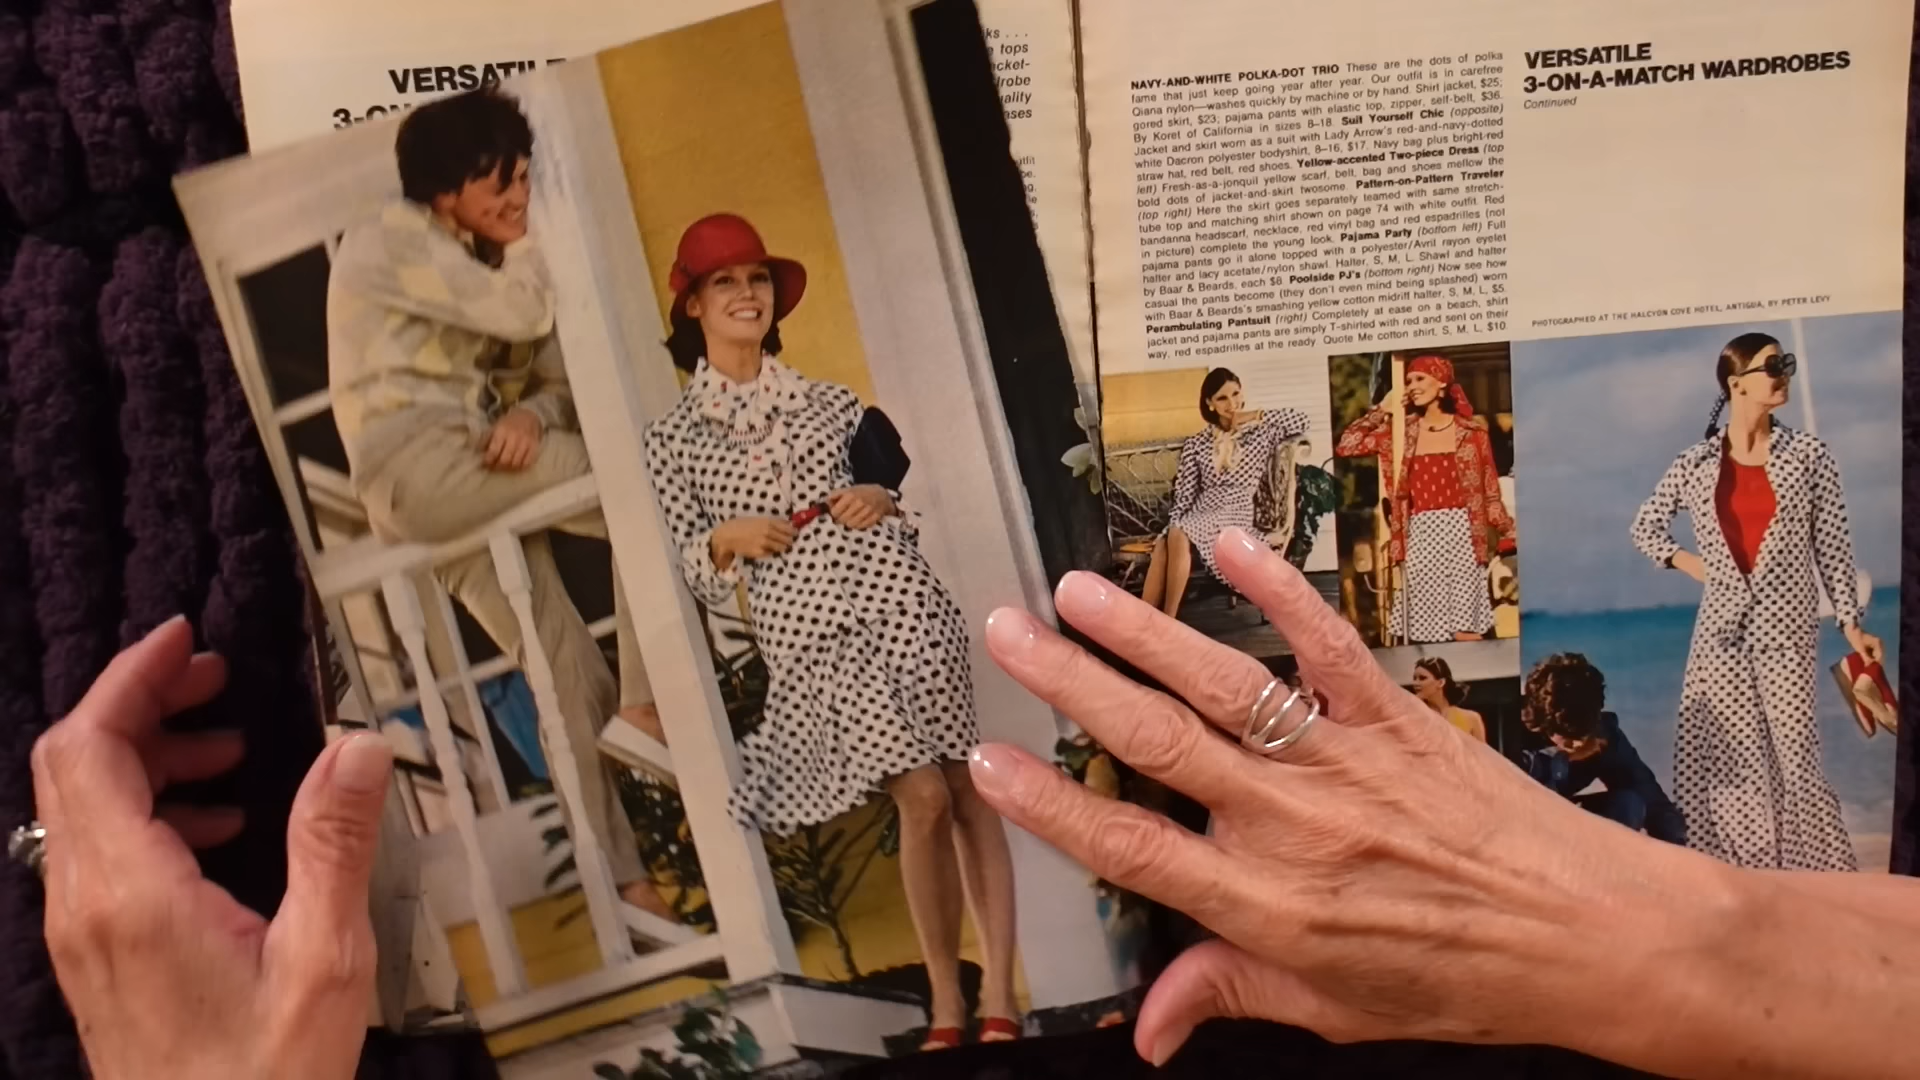 VERSATILE
3-O
ks . . .
tops
cket-
robe
ality
nses
NAVY-AND-WHITE POLKA-DOT TRIO These are the dots of polka
fame that just keep going year after year. Our outfit is in carefree
Qiana nylon—washes quickly by machine or by hand. Shirt jacket, $25;
gored skirt, $23; pajama pants with elastic top, zipper, self-belt, $36.
By Koret of California in sizes 8–18. Suit Yourself Chic (opposite)
Jacket and skirt worn as a suit with Lady Arrow's red-and-navy-dotted
white Dacron polyester bodyshirt, 8–16, $17. Navy bag plus bright-red
straw hat, red belt, red shoes. Yellow-accented Two-piece Dress (top
left) Fresh-as-a-jonquil yellow scarf, belt, bag and shoes mellow the
bold dots of jacket-and-skirt twosome. Pattern-on-Pattern Traveler
(top right) Here the skirt goes separately teamed with same stretch-
tube top and matching shirt shown on page 74 with white outfit. Red
bandanna headscarf, necklace, red vinyl bag and red espadrilles (not
in picture) complete the young look. Pajama Party (bottom left) Full
pajama pants go it alone topped with a polyester/Avril rayon eyelet
halter and lacy acetate/nylon shawl. Halter, S, M, L. Shawl and halter
by Baar & Beards, each $8. Poolside PJ's (bottom right) Now see how
casual the pants become (they don't even mind being splashed) worn
with Baar & Beards's smashing yellow cotton midriff halter, S, M, L, $5.
Perambulating Pantsuit (right) Completely at ease on a beach, shirt
jacket and pajama pants are simply T-shirted with red and sent on their
way, red espadrilles at the ready. Quote Me cotton shirt, S, M, L, $10.
VERSATILE
3-ON-A-MATCH WARDROBES
Continued
PHOTOGRAPHED AT THE HALCYON COVE HOTEL, ANTIGUA, BY PETER LEVY